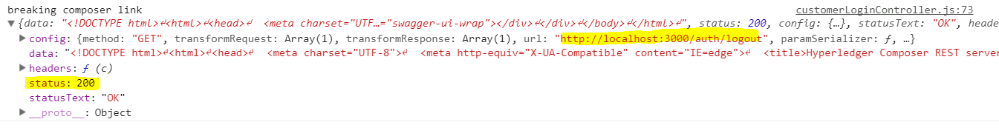 breaking composer link customerLoginController.js:73
▼{data: "<!DOCTYPE html>↵<html>↵<head>↵  <meta charset="UTF…="swagger-ui-wrap"></div>↵</div>↵</body>↵</html>↵", status: 200, config: {…}, statusText: "OK", heade
▶ config: {method: "GET", transformRequest: Array(1), transformResponse: Array(1), url: "http://localhost:3000/auth/logout", paramSerializer: ƒ, …}
data: "<!DOCTYPE html>↵<html>↵<head>↵  <meta charset="UTF-8">↵  <meta http-equiv="X-UA-Compatible" content="IE=edge">↵  <title>Hyperledger Composer REST server
▶ headers: ƒ (c)
status: 200
statusText: "OK"
▶ __proto__: Object